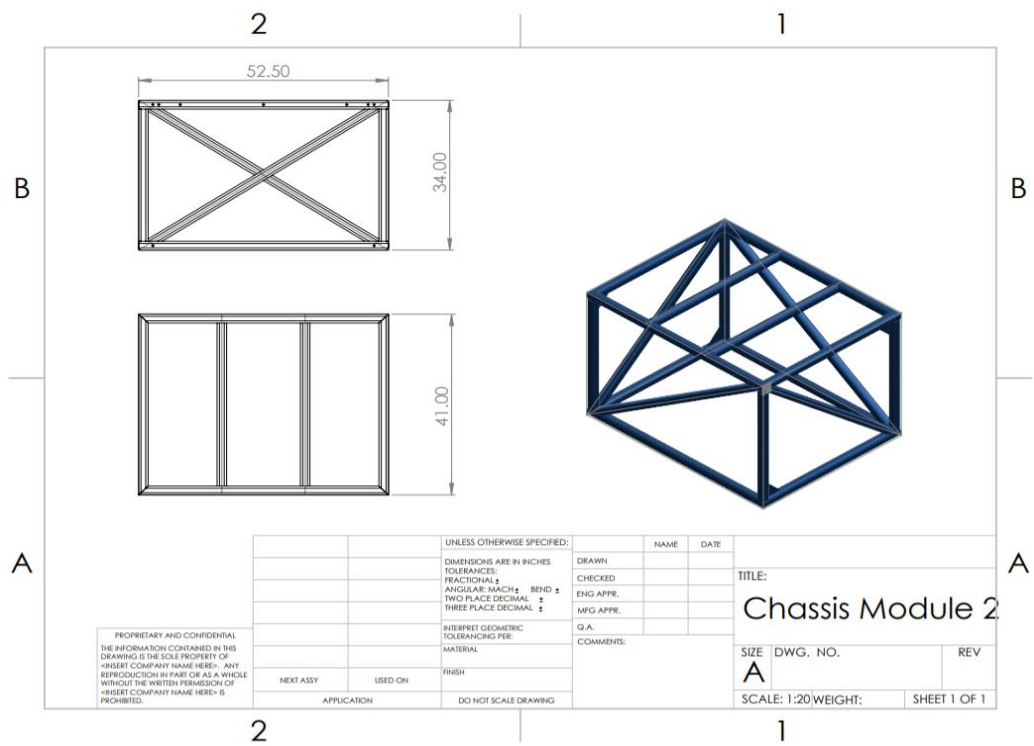 2
1
52.50
34.00
B
B
41.00
A
A
UNLESS OTHERWISE SPECIFIED:
DIMENSIONS ARE IN INCHES
TOLERANCES:
FRACTIONAL ±
ANGULAR: MACH ± BEND ±
TWO PLACE DECIMAL ±
THREE PLACE DECIMAL ±
INTERPRET GEOMETRIC
TOLERANCING PER:
MATERIAL
FINISH
DO NOT SCALE DRAWING
NAME
DATE
DRAWN
CHECKED
ENG APPR.
MFG APPR.
Q.A.
COMMENTS:
TITLE:
Chassis Module 2
SIZE
A
DWG. NO.
REV
SCALE: 1:20
WEIGHT:
SHEET 1 OF 1
PROPRIETARY AND CONFIDENTIAL
THE INFORMATION CONTAINED IN THIS
DRAWING IS THE SOLE PROPERTY OF
<INSERT COMPANY NAME HERE>. ANY
REPRODUCTION IN PART OR AS A WHOLE
WITHOUT THE WRITTEN PERMISSION OF
<INSERT COMPANY NAME HERE> IS
PROHIBITED.
NEXT ASSY
USED ON
APPLICATION
2
1